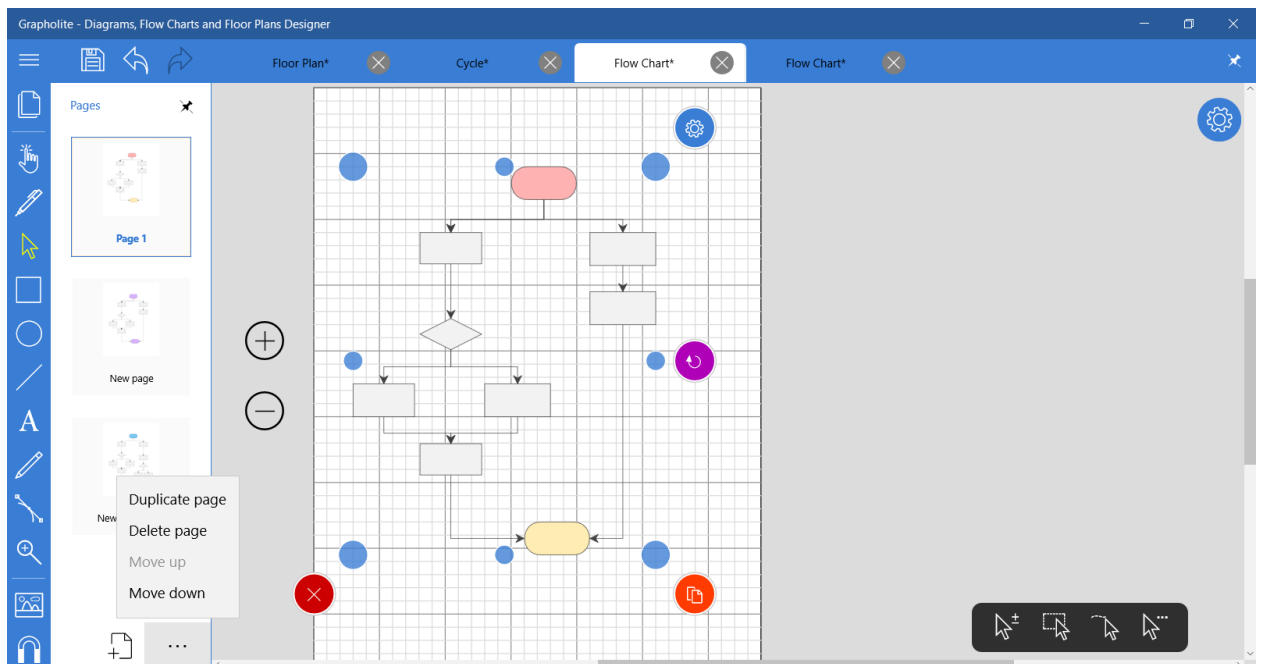 Grapholite - Diagrams, Flow Charts and Floor Plans Designer
Floor Plan*
Cycle*
Flow Chart*
Flow Chart*
Pages
Page 1
New page
New
Duplicate page
Delete page
Move up
Move down
A